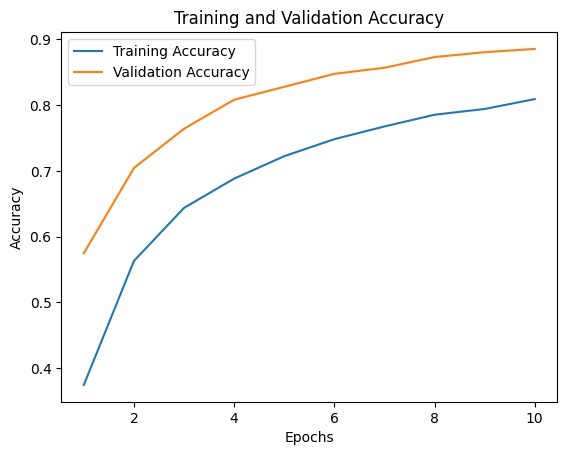 Training and Validation Accuracy
Training Accuracy
Validation Accuracy
0.9
0.8
0.7
0.6
0.5
0.4
Accuracy
2
4
6
8
10
Epochs